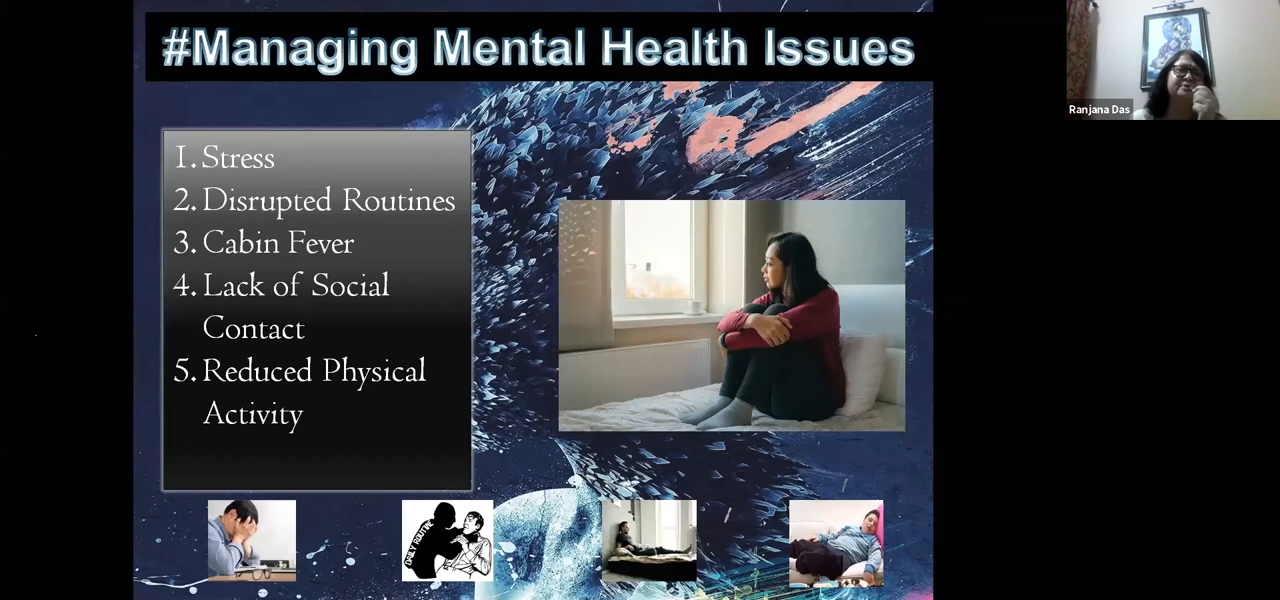 #Managing Mental Health Issues
Ranjana Das
1. Stress
2. Disrupted Routines
3. Cabin Fever
4. Lack of Social
Contact
5. Reduced Physical
Activity
DAILY ROUTINE